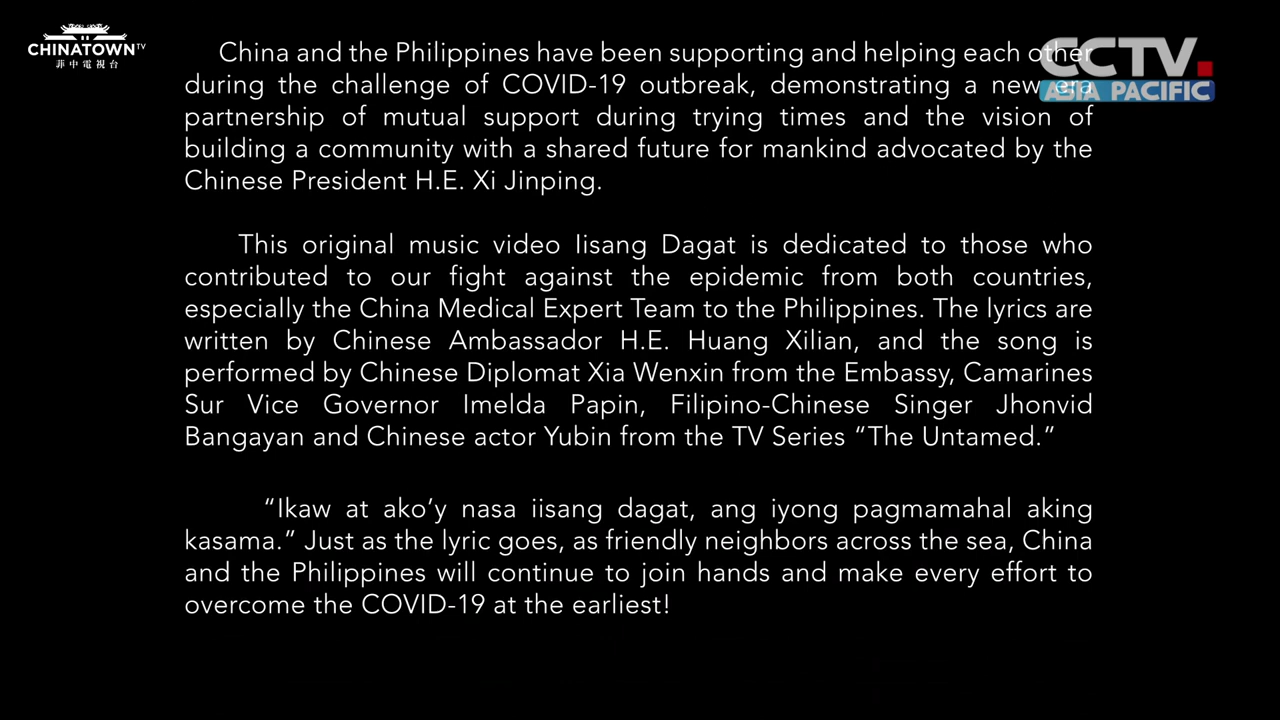 CHINATOWN TV
菲中電視台
CCTV.
ASIA PACIFIC
China and the Philippines have been supporting and helping each other
during the challenge of COVID-19 outbreak, demonstrating a new era
partnership of mutual support during trying times and the vision of
building a community with a shared future for mankind advocated by the
Chinese President H.E. Xi Jinping.
This original music video Iisang Dagat is dedicated to those who
contributed to our fight against the epidemic from both countries,
especially the China Medical Expert Team to the Philippines. The lyrics are
written by Chinese Ambassador H.E. Huang Xilian, and the song is
performed by Chinese Diplomat Xia Wenxin from the Embassy, Camarines
Sur Vice Governor Imelda Papin, Filipino-Chinese Singer Jhonvid
Bangayan and Chinese actor Yubin from the TV Series “The Untamed.”
“Ikaw at ako’y nasa iisang dagat, ang iyong pagmamahal aking
kasama.” Just as the lyric goes, as friendly neighbors across the sea, China
and the Philippines will continue to join hands and make every effort to
overcome the COVID-19 at the earliest!